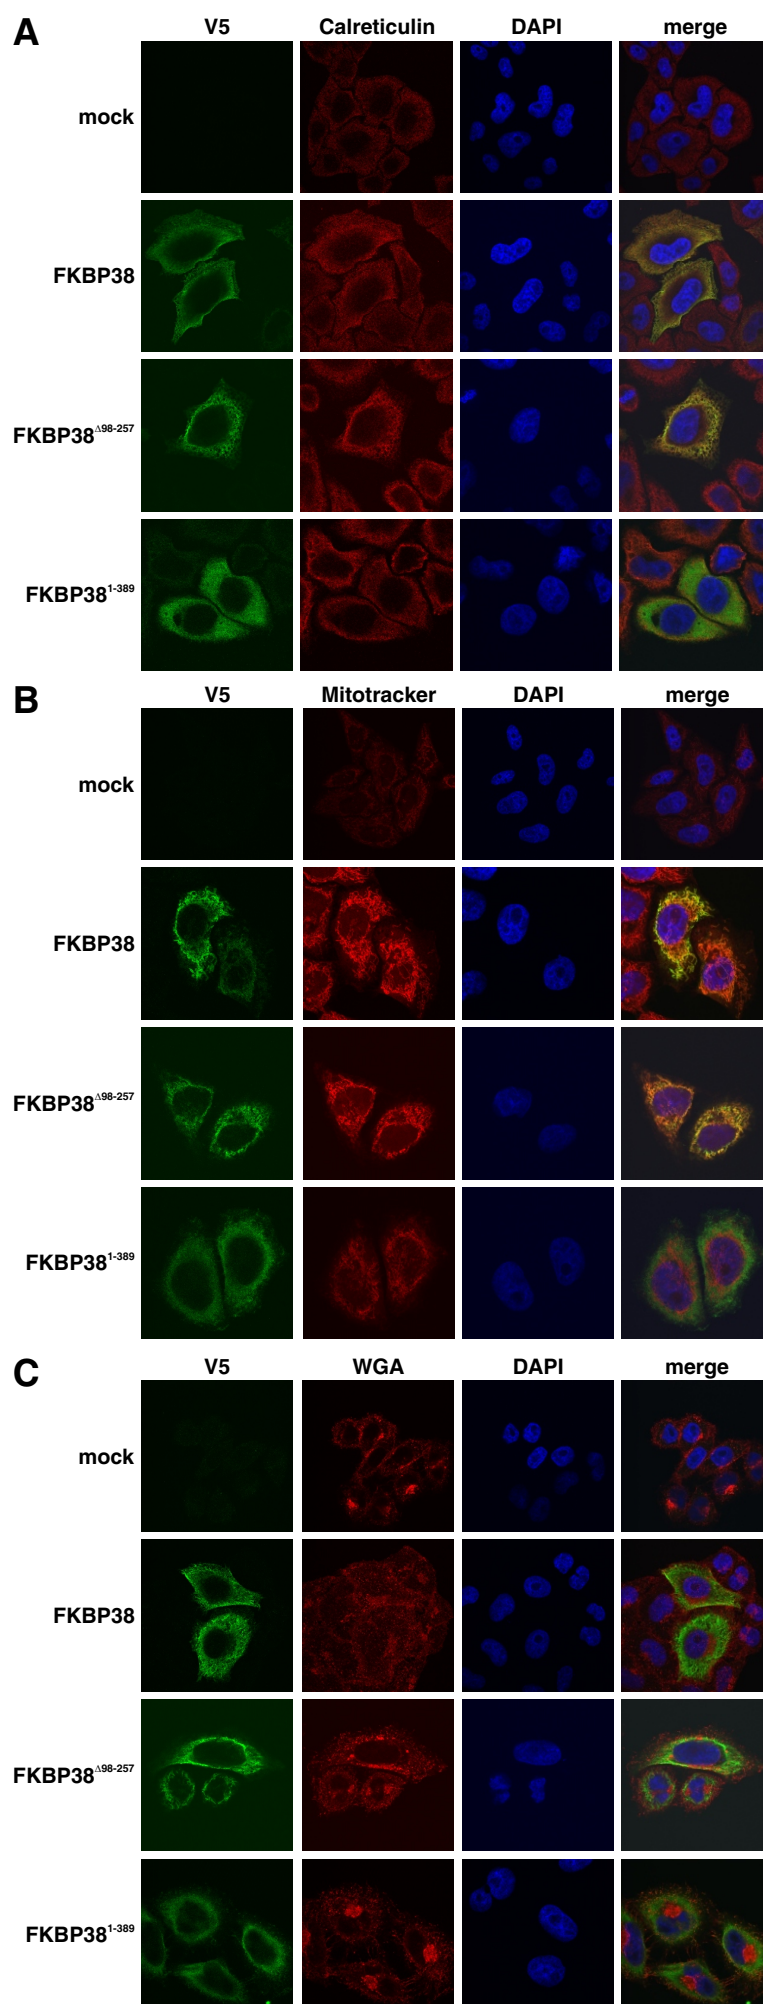 A
V5 Calreticulin DAPI merge
mock
FKBP38
FKBP38Δ98-257
FKBP381-389
B
V5 Mitotracker DAPI merge
mock
FKBP38
FKBP38Δ98-257
FKBP381-389
C
V5 WGA DAPI merge
mock
FKBP38
FKBP38Δ98-257
FKBP381-389